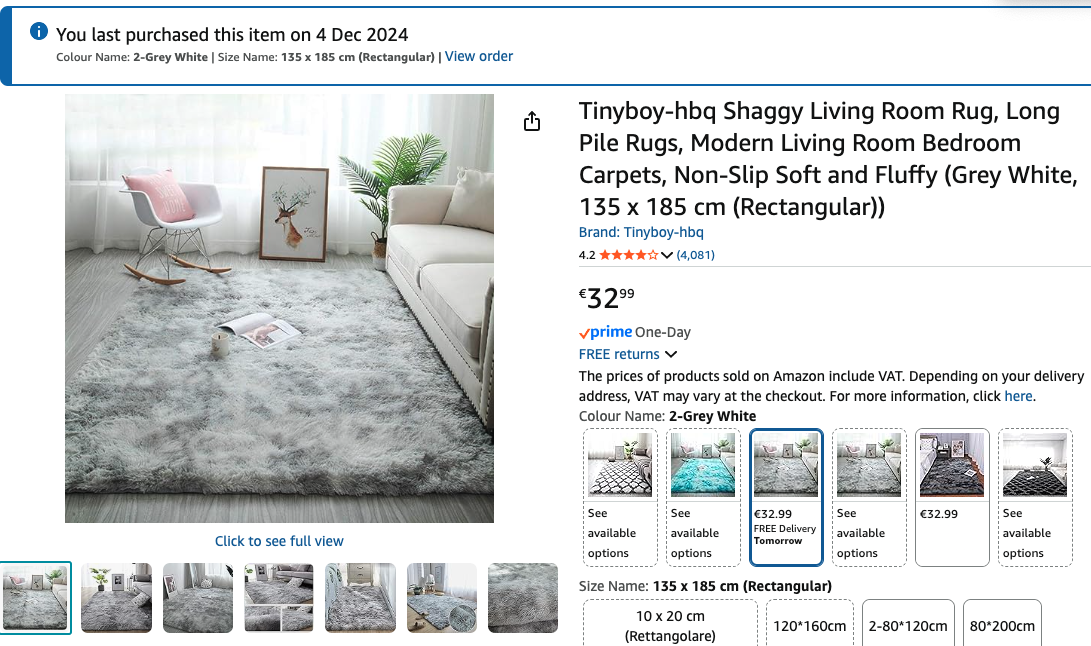 You last purchased this item on 4 Dec 2024
Colour Name: 2-Grey White | Size Name: 135 x 185 cm (Rectangular) | View order
Tinyboy-hbq Shaggy Living Room Rug, Long
Pile Rugs, Modern Living Room Bedroom
Carpets, Non-Slip Soft and Fluffy (Grey White,
135 x 185 cm (Rectangular))
Brand: Tinyboy-hbq
4.2 (4,081)
€3299
prime One-Day
FREE returns
The prices of products sold on Amazon include VAT. Depending on your delivery
address, VAT may vary at the checkout. For more information, click here.
Colour Name: 2-Grey White
See
available
options
See
available
options
€32.99
FREE Delivery
Tomorrow
See
available
options
€32.99
See
available
options
Click to see full view
Size Name: 135 x 185 cm (Rectangular)
10 x 20 cm
(Rettangolare)
120*160cm
2-80*120cm
80*200cm